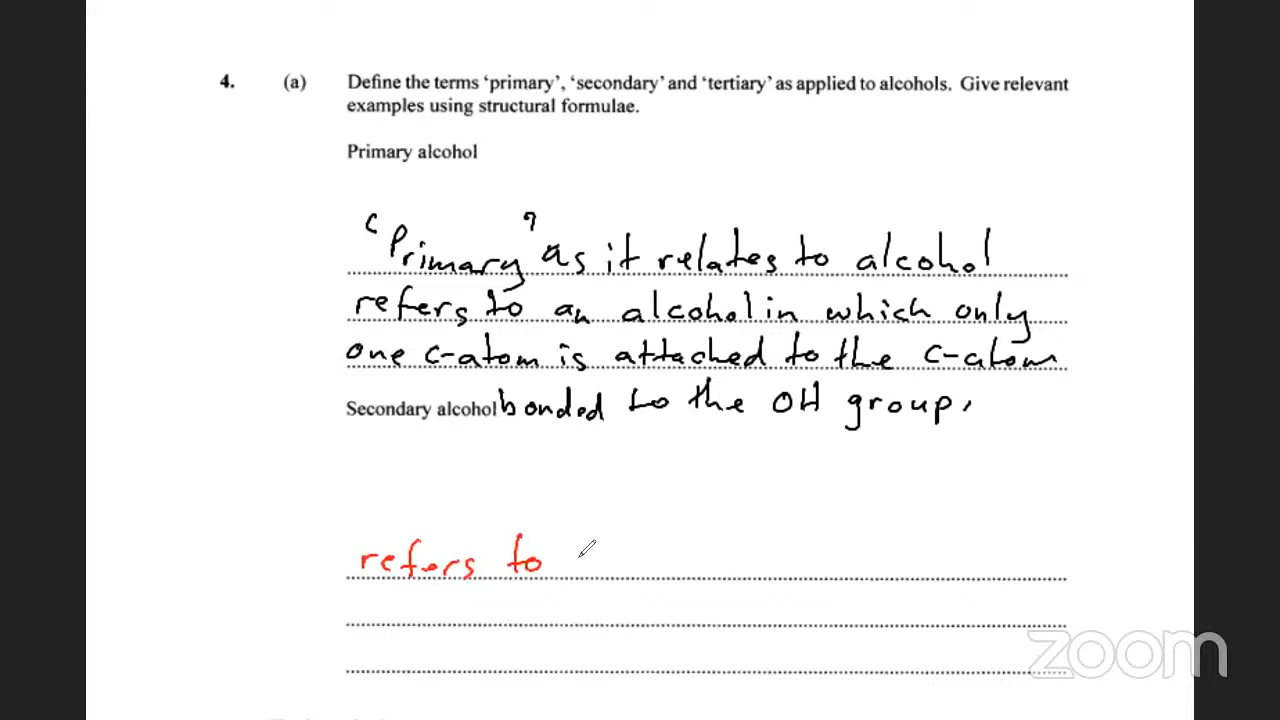 4. (a) Define the terms ‘primary’, ‘secondary’ and ‘tertiary’ as applied to alcohols. Give relevant
examples using structural formulae.
Primary alcohol
‘Primary’ as it relates to alcohol
refers to an alcohol in which only
one c-atom is attached to the c-atom
Secondary alcohol bonded to the OH group.
refers to
zoom